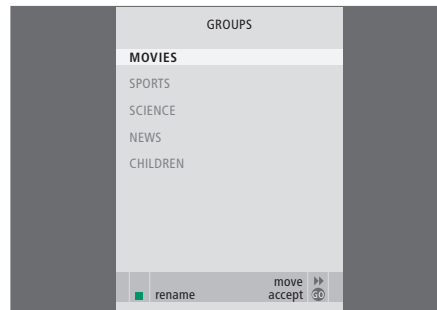 GROUPS
MOVIES
SPORTS
SCIENCE
NEWS
CHILDREN
move
rename accept GO